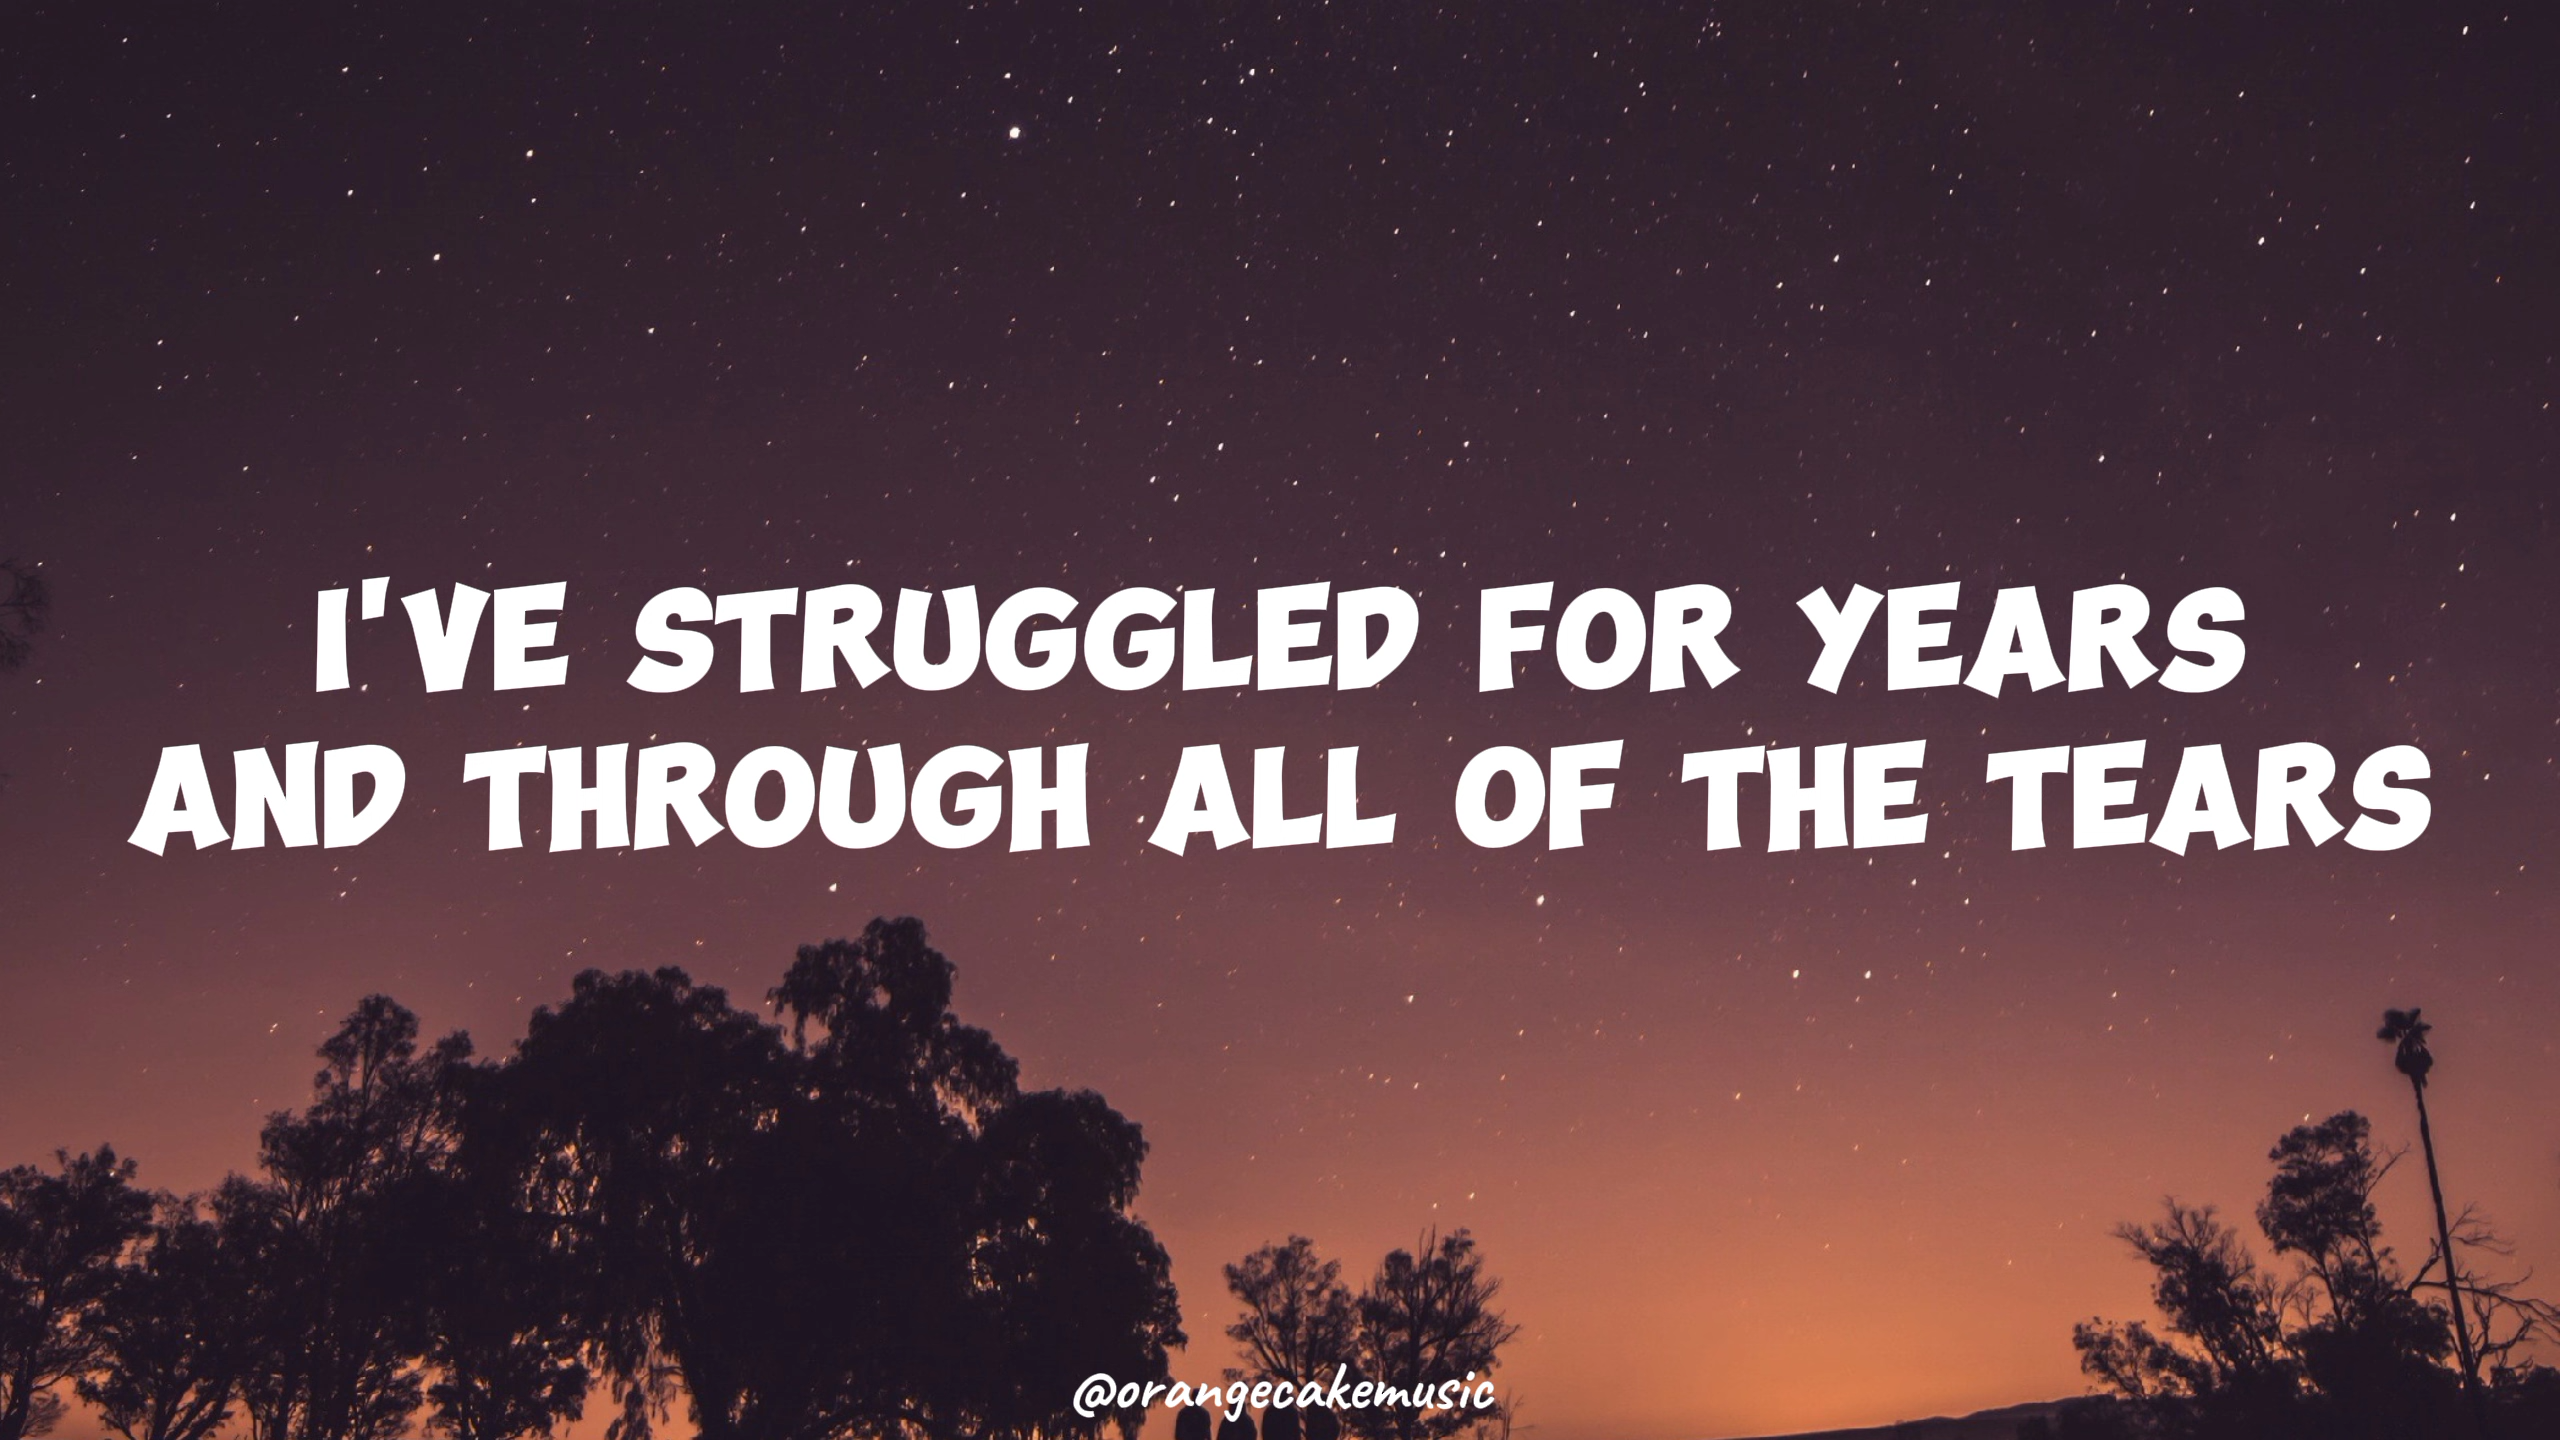 I'VE STRUGGLED FOR YEARS
AND THROUGH ALL OF THE TEARS
@orangecakemusic